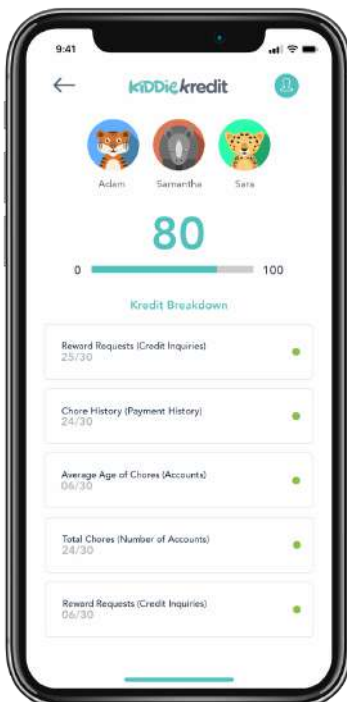 9:41
KiDDie kredit
Adam Samantha Sara
80
0 100
Kredit Breakdown
Reward Requests (Credit Inquiries)
25/30
Chore History (Payment History)
24/30
Average Age of Chores (Accounts)
06/30
Total Chores (Number of Accounts)
24/30
Reward Requests (Credit Inquiries)
06/30